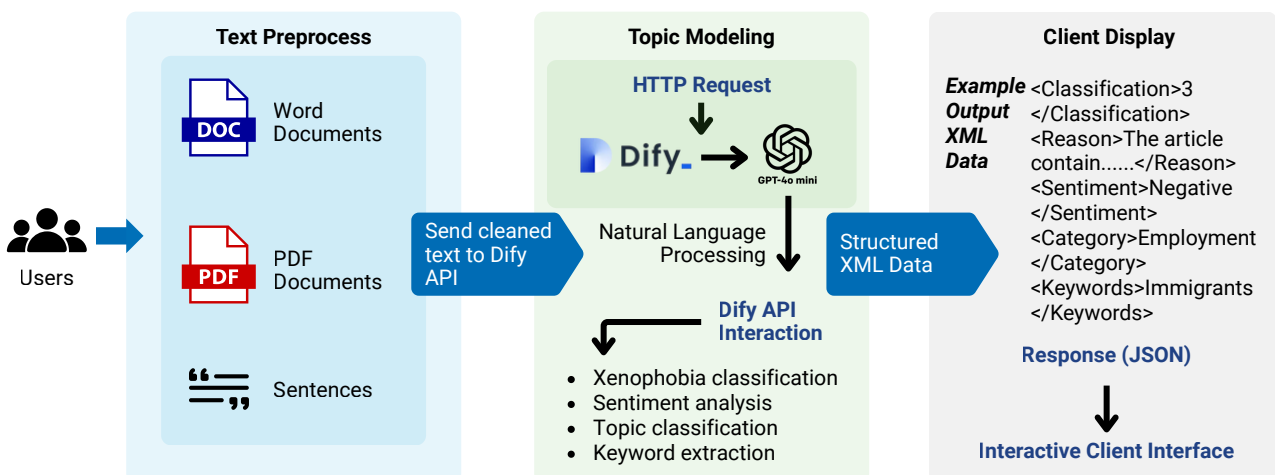 Text Preprocess
DOC
Word
Documents
PDF
PDF
Documents
Sentences
Users
Send cleaned
text to Dify
API
Topic Modeling
HTTP Request
Dify_
GPT-4o mini
Natural Language
Processing
Dify API
Interaction
• Xenophobia classification
• Sentiment analysis
• Topic classification
• Keyword extraction
Structured
XML Data
Client Display
Example
Output
XML
Data
<Classification>3
</Classification>
<Reason>The article
contain......</Reason>
<Sentiment>Negative
</Sentiment>
<Category>Employment
</Category>
<Keywords>Immigrants
</Keywords>
Response (JSON)
Interactive Client Interface